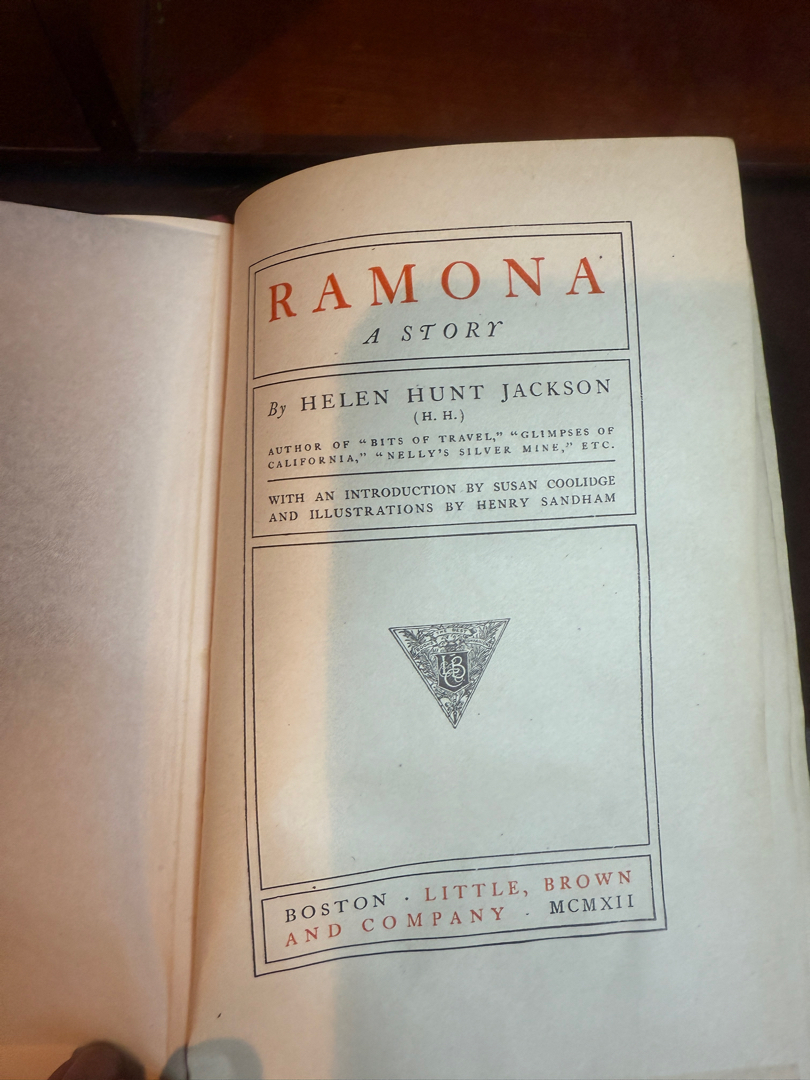 RAMONA
A STORY
By HELEN HUNT JACKSON
(H. H.)
AUTHOR OF "BITS OF TRAVEL," "GLIMPSES OF
CALIFORNIA," "NELLY'S SILVER MINE," ETC.
WITH AN INTRODUCTION BY SUSAN COOLIDGE
AND ILLUSTRATIONS BY HENRY SANDHAM
BOSTON · LITTLE, BROWN
AND COMPANY · MCMXII